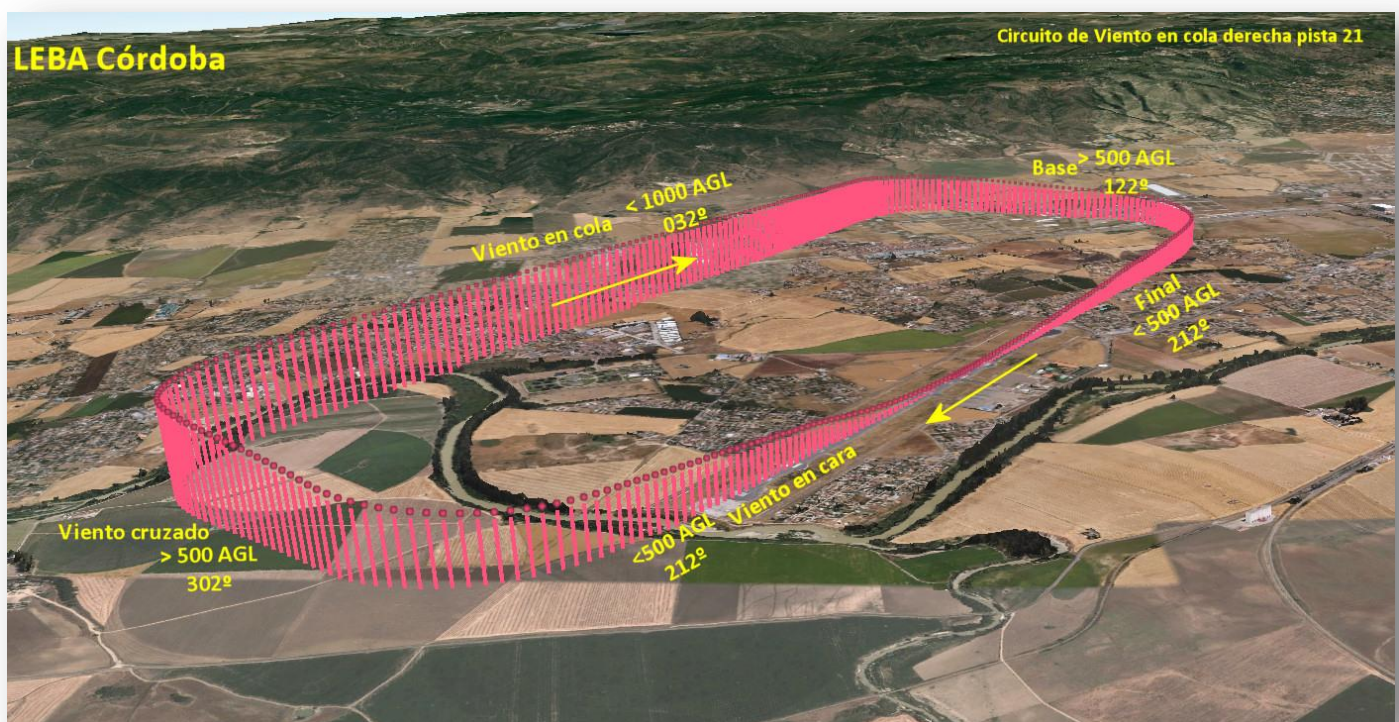 LEBA Córdoba
Circuito de Viento en cola derecha pista 21
Base > 500 AGL
122º
Viento en cola < 1000 AGL
032º
Final
< 500 AGL
212º
Viento en cara
<500 AGL
212º
Viento cruzado
> 500 AGL
302º